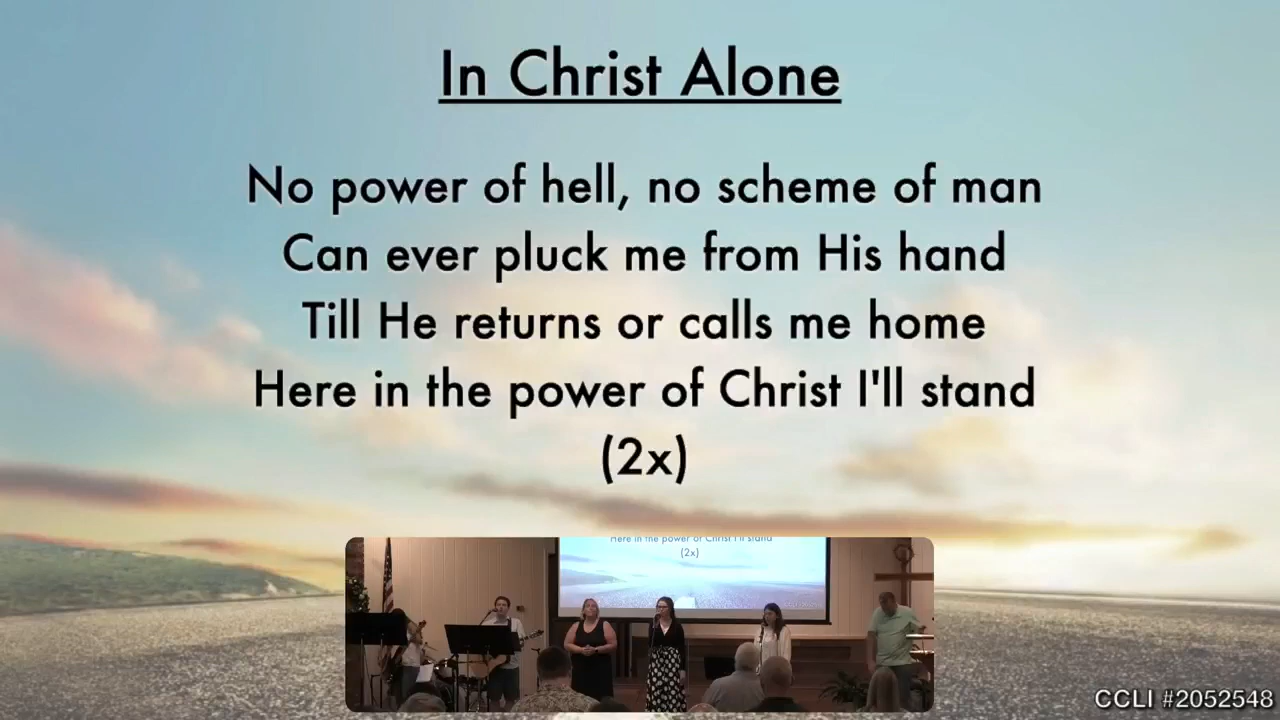 In Christ Alone
No power of hell, no scheme of man
Can ever pluck me from His hand
Till He returns or calls me home
Here in the power of Christ I'll stand
(2x)
Here in the power of Christ I'll stand
(2x)
CCLI #2052548